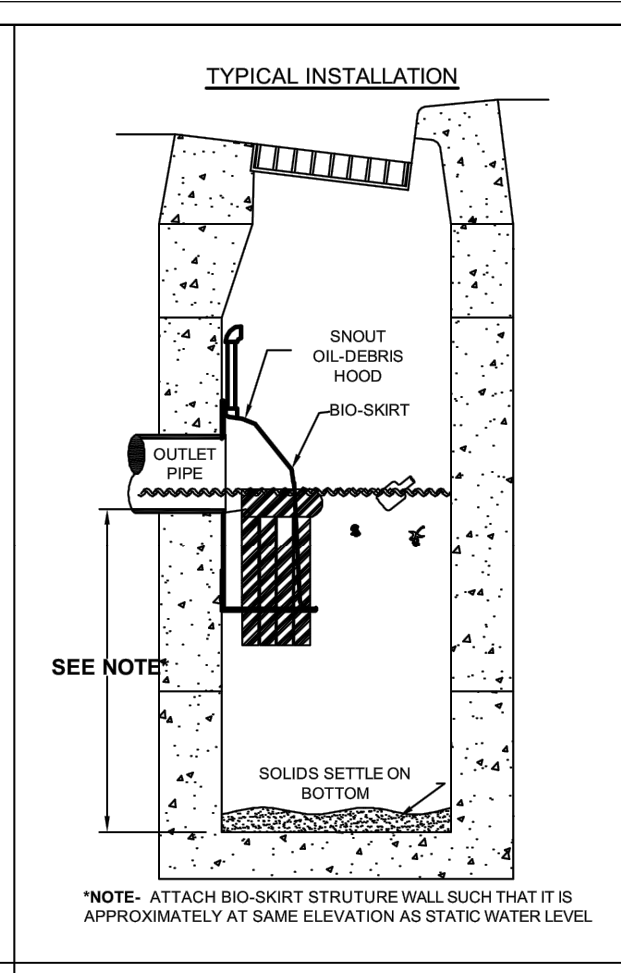 TYPICAL INSTALLATION
SNOUT
OIL-DEBRIS
HOOD
BIO-SKIRT
OUTLET
PIPE
SEE NOTE*
SOLIDS SETTLE ON
BOTTOM
*NOTE- ATTACH BIO-SKIRT STRUTURE WALL SUCH THAT IT IS
APPROXIMATELY AT SAME ELEVATION AS STATIC WATER LEVEL